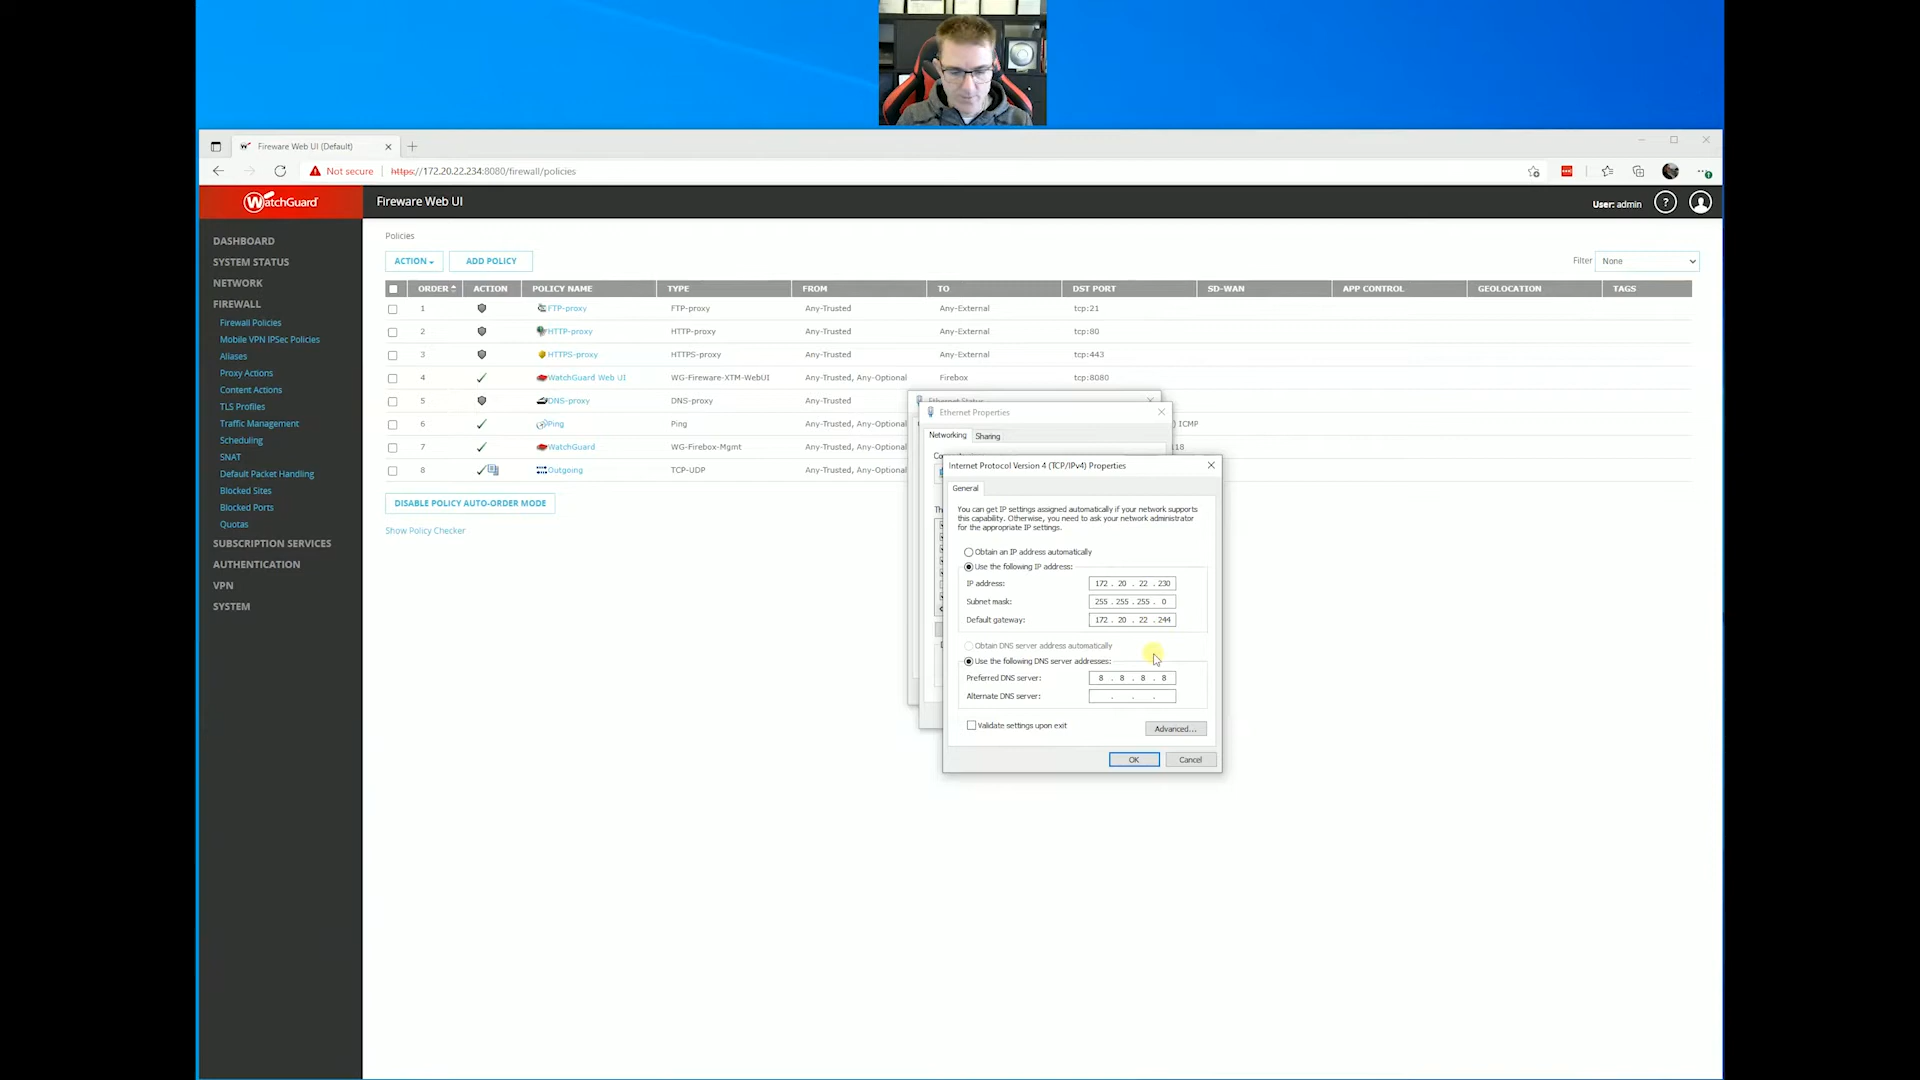 Fireware Web UI (Default)
Not secure
https://172.20.22.234:8080/firewall/policies
WatchGuard
Fireware Web UI
User: admin
?
DASHBOARD
SYSTEM STATUS
NETWORK
FIREWALL
Firewall Policies
Mobile VPN IPSec Policies
Aliases
Proxy Actions
Content Actions
TLS Profiles
Traffic Management
Scheduling
SNAT
Default Packet Handling
Blocked Sites
Blocked Ports
Quotas
SUBSCRIPTION SERVICES
AUTHENTICATION
VPN
SYSTEM
Policies
ACTION
ADD POLICY
Filter
None
ORDER ACTION POLICY NAME TYPE FROM TO DST PORT SD-WAN APP CONTROL GEOLOCATION TAGS
1 FTP-proxy FTP-proxy Any-Trusted Any-External tcp:21
2 HTTP-proxy HTTP-proxy Any-Trusted Any-External tcp:80
3 HTTPS-proxy HTTPS-proxy Any-Trusted Any-External tcp:443
4 WatchGuard Web UI WG-Fireware-XTM-WebUI Any-Trusted, Any-Optional Firebox tcp:8080
5 DNS-proxy DNS-proxy Any-Trusted
6 Ping Ping Any-Trusted, Any-Optional ) ICMP
7 WatchGuard WG-Firebox-Mgmt Any-Trusted, Any-Optional 18
8 Outgoing TCP-UDP Any-Trusted, Any-Optional
DISABLE POLICY AUTO-ORDER MODE
Show Policy Checker
Ethernet Status
Ethernet Properties
Networking
Sharing
Co
Th
Internet Protocol Version 4 (TCP/IPv4) Properties
General
You can get IP settings assigned automatically if your network supports
this capability. Otherwise, you need to ask your network administrator
for the appropriate IP settings.
Obtain an IP address automatically
Use the following IP address:
IP address: 172 . 20 . 22 . 230
Subnet mask: 255 . 255 . 255 . 0
Default gateway: 172 . 20 . 22 . 244
Obtain DNS server address automatically
Use the following DNS server addresses:
Preferred DNS server: 8 . 8 . 8 . 8
Alternate DNS server: . . .
Validate settings upon exit
Advanced...
OK
Cancel